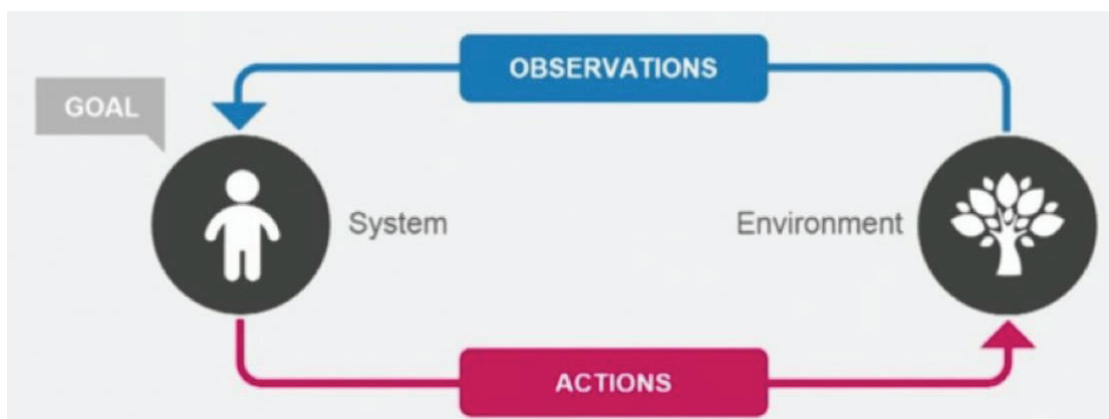 OBSERVATIONS
GOAL
System
Environment
ACTIONS